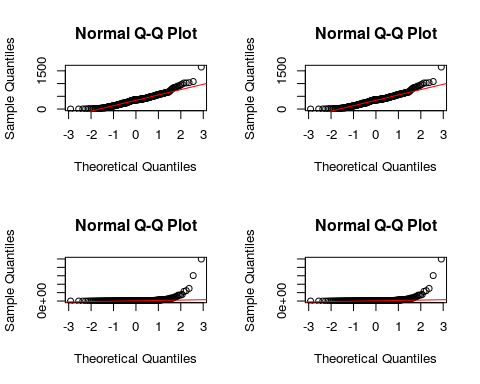 Normal Q-Q Plot
Sample Quantiles
1500
0
-3 -2 -1 0 1 2 3
Theoretical Quantiles
Normal Q-Q Plot
Sample Quantiles
1500
0
-3 -2 -1 0 1 2 3
Theoretical Quantiles
Normal Q-Q Plot
Sample Quantiles
0e+00
-3 -2 -1 0 1 2 3
Theoretical Quantiles
Normal Q-Q Plot
Sample Quantiles
0e+00
-3 -2 -1 0 1 2 3
Theoretical Quantiles